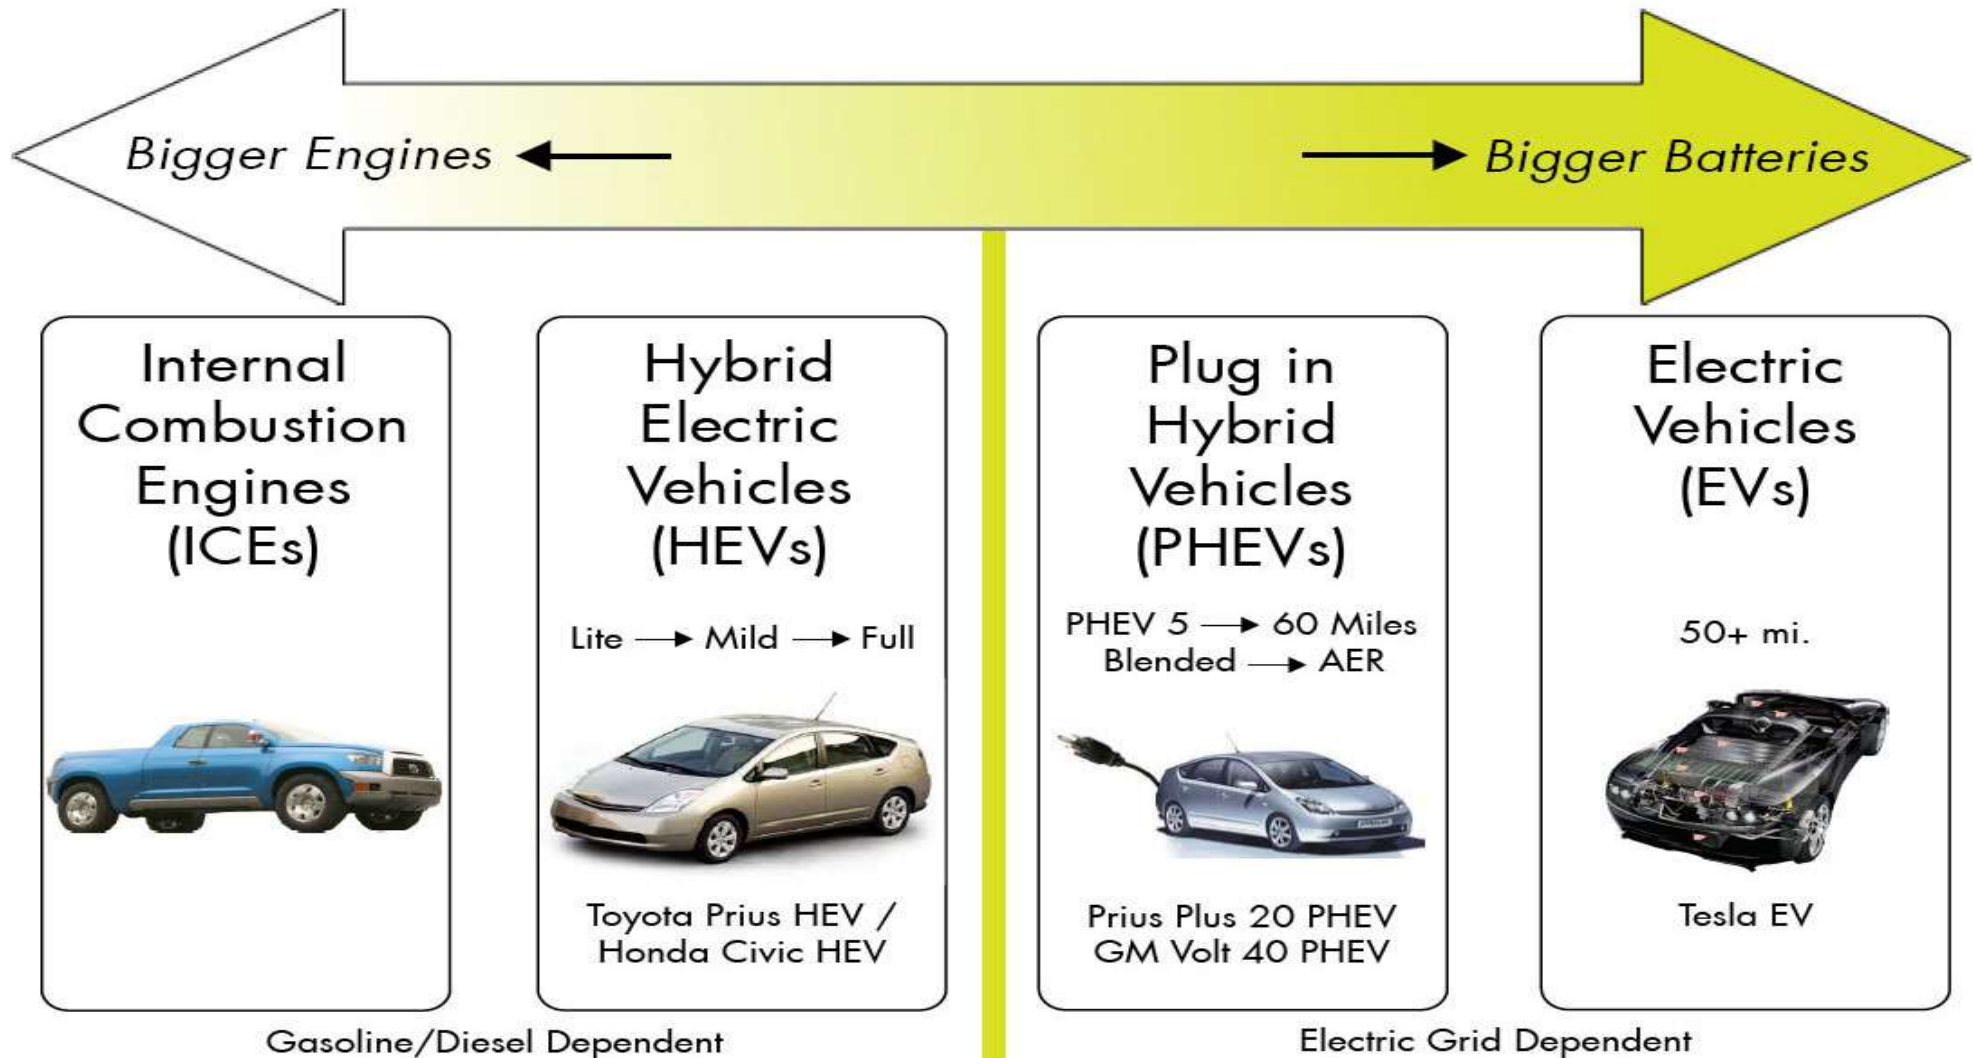 Bigger Engines
Bigger Batteries
Internal
Combustion
Engines
(ICEs)
Hybrid
Electric
Vehicles
(HEVs)
Lite → Mild → Full
Toyota Prius HEV /
Honda Civic HEV
Plug in
Hybrid
Vehicles
(PHEVs)
PHEV 5 → 60 Miles
Blended → AER
Prius Plus 20 PHEV
GM Volt 40 PHEV
Electric
Vehicles
(EVs)
50+ mi.
Tesla EV
Gasoline/Diesel Dependent
Electric Grid Dependent